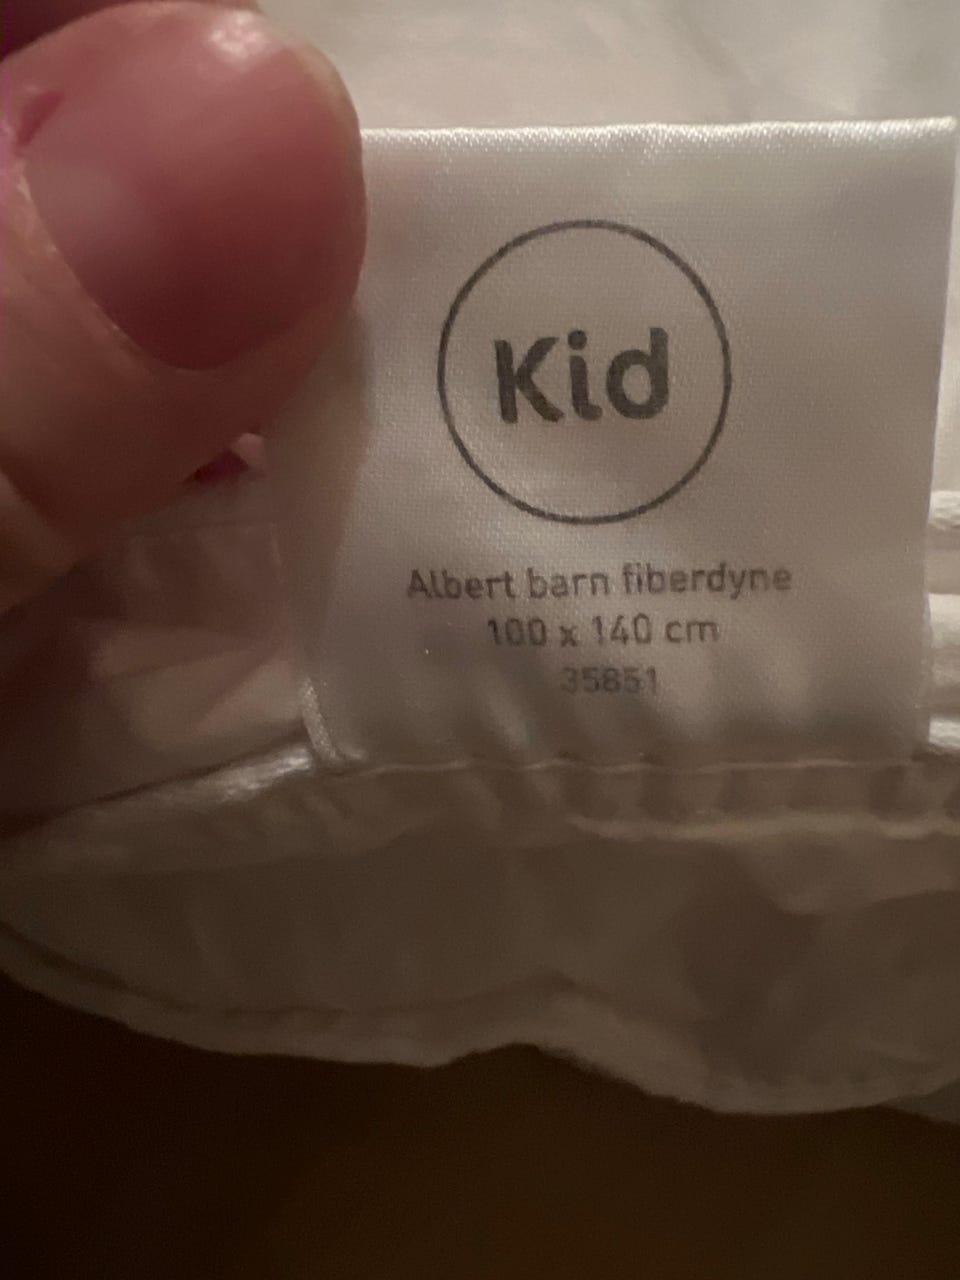 Kid
Albert barn fiberdyne
100 x 140 cm
35851